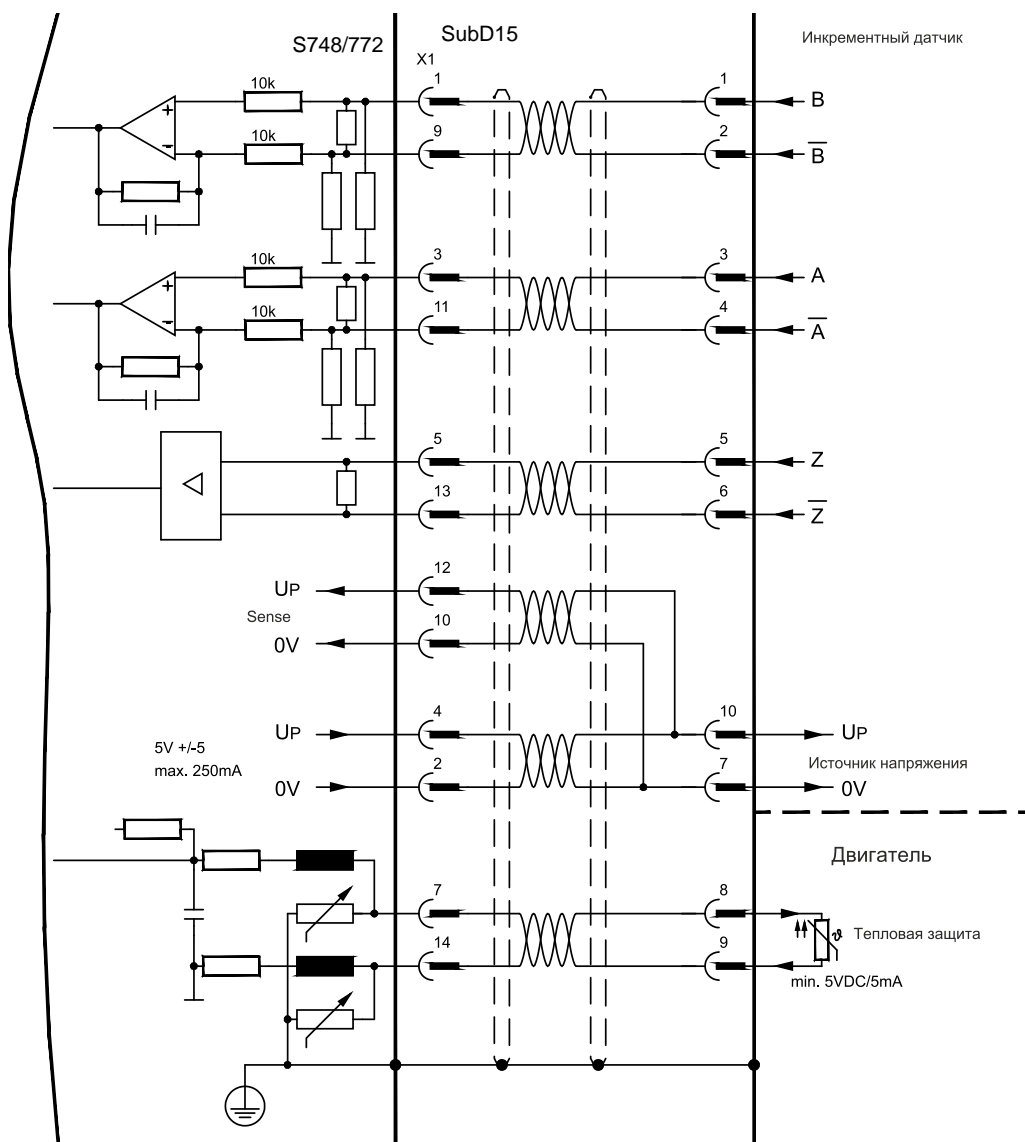 S748/772
SubD15
Инкрементный датчик
X1
10k
1
1
B
+
10k
9
2
B̅
-
10k
3
3
A
+
10k
11
4
A̅
-
5
5
Z
13
6
Z̅
UP
12
Sense
0V
10
UP
4
10
UP
5V +/-5
max. 250mA
Источник напряжения
0V
2
7
0V
Двигатель
7
8
ϑ
Тепловая защита
14
9
min. 5VDC/5mA